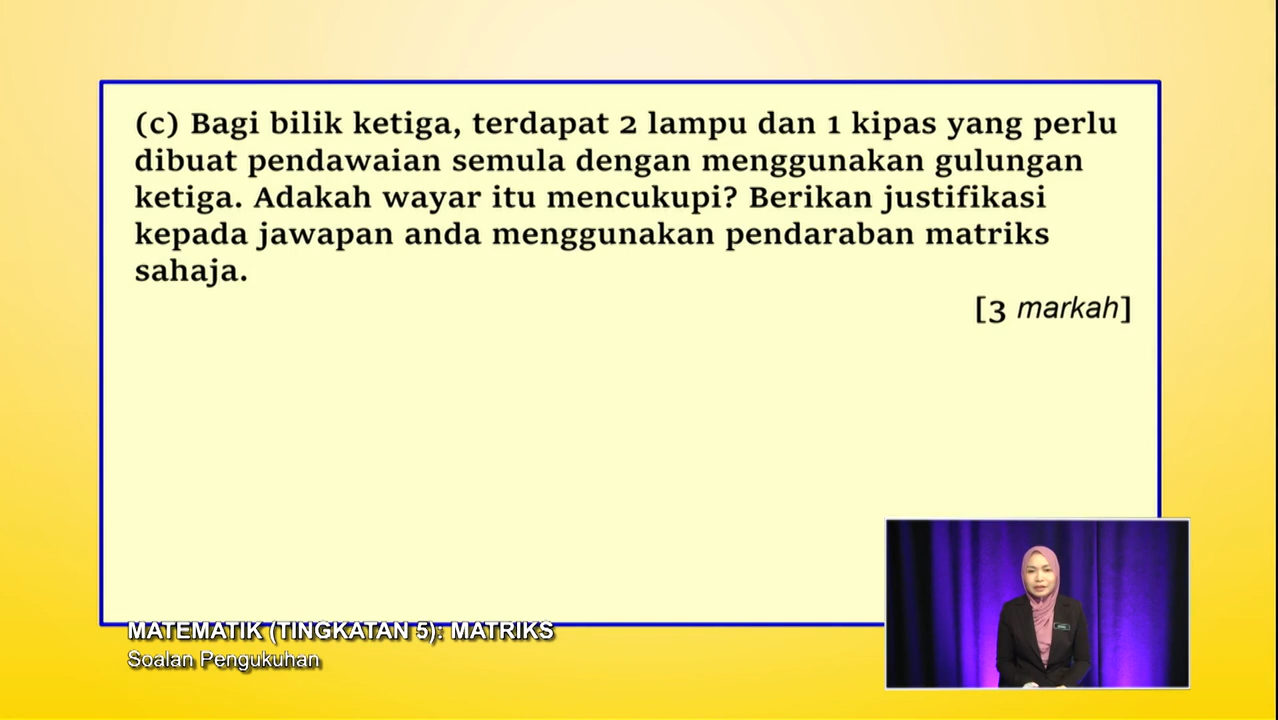 (c) Bagi bilik ketiga, terdapat 2 lampu dan 1 kipas yang perlu
dibuat pendawaian semula dengan menggunakan gulungan
ketiga. Adakah wayar itu mencukupi? Berikan justifikasi
kepada jawapan anda menggunakan pendaraban matriks
sahaja.
[3 markah]
MATEMATIK (TINGKATAN 5): MATRIKS
Soalan Pengukuhan